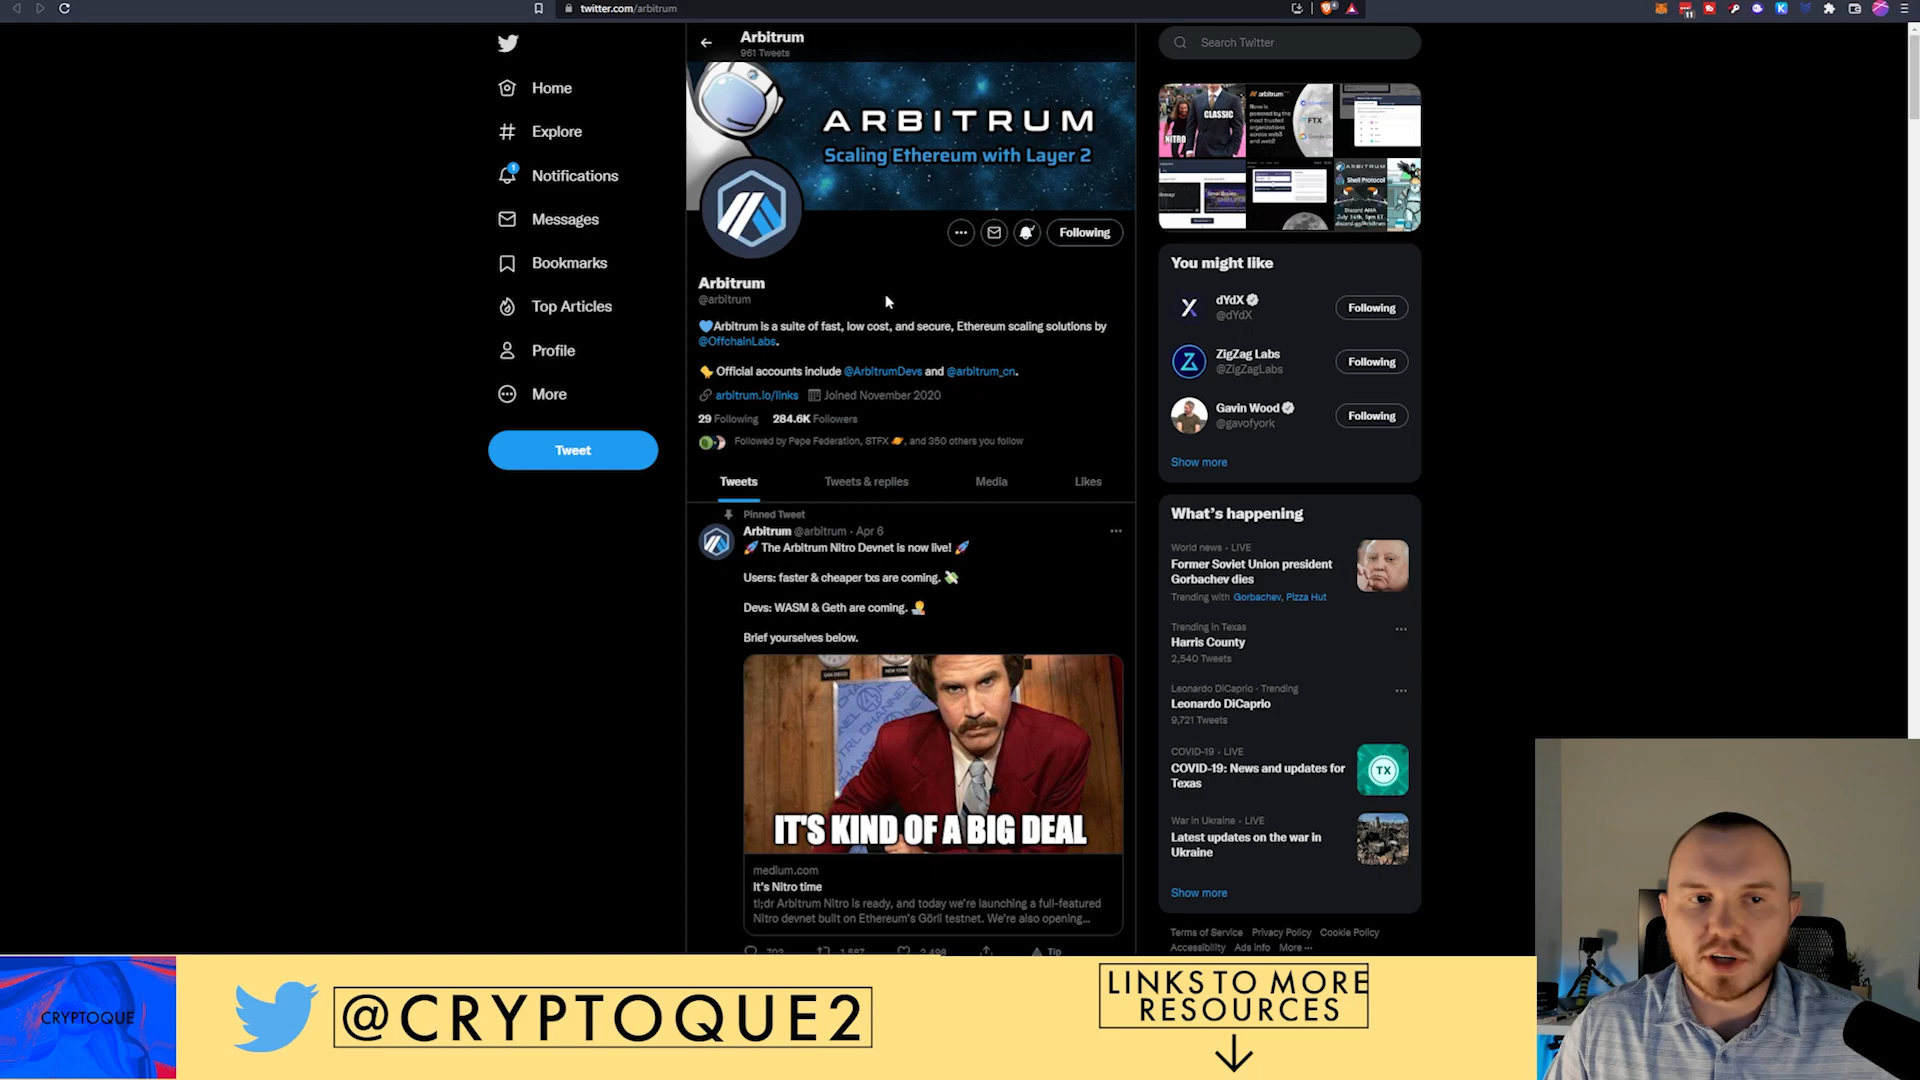 twitter.com/arbitrum
Home
Explore
Notifications
Messages
Bookmarks
Top Articles
Profile
More
Tweet
Arbitrum
961 Tweets
ARBITRUM
Scaling Ethereum with Layer 2
Following
Arbitrum
@arbitrum
Arbitrum is a suite of fast, low cost, and secure, Ethereum scaling solutions by
@OffchainLabs.
Official accounts include @ArbitrumDevs and @arbitrum_cn.
arbitrum.io/links Joined November 2020
29 Following 284.6K Followers
Followed by Pepe Federation, STFX, and 350 others you follow
Tweets Tweets & replies Media Likes
Pinned Tweet
Arbitrum @arbitrum · Apr 6
The Arbitrum Nitro Devnet is now live!
Users: faster & cheaper txs are coming.
Devs: WASM & Geth are coming.
Brief yourselves below.
IT'S KIND OF A BIG DEAL
medium.com
It's Nitro time
tl;dr Arbitrum Nitro is ready, and today we're launching a full-featured
Nitro devnet built on Ethereum's Görli testnet. We're also opening...
Tip
Search Twitter
NITRO
CLASSIC
arbitrum
FTX
ARBITRUM
Shell Protocol
Discord AMA
You might like
dYdX
@dYdX
Following
ZigZag Labs
@ZigZagLabs
Following
Gavin Wood
@gavofyork
Following
Show more
What's happening
World news · LIVE
Former Soviet Union president
Gorbachev dies
Trending with Gorbachev, Pizza Hut
Trending in Texas
Harris County
2,540 Tweets
Leonardo DiCaprio · Trending
Leonardo DiCaprio
9,721 Tweets
COVID-19 · LIVE
COVID-19: News and updates for
Texas
TX
War in Ukraine · LIVE
Latest updates on the war in
Ukraine
Show more
Terms of Service Privacy Policy Cookie Policy
Accessibility Ads info More ...
CRYPTOQUE
@CRYPTOQUE2
LINKS TO MORE
RESOURCES